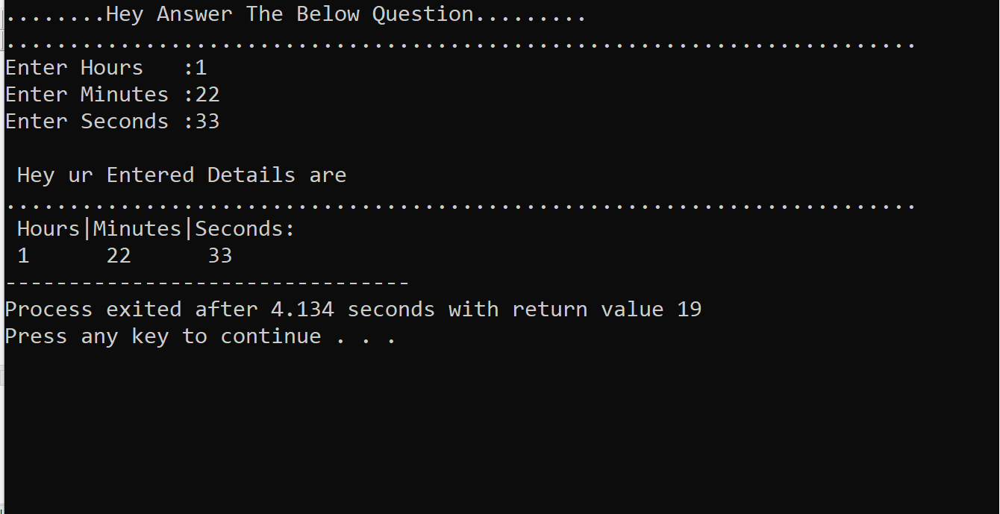 ........Hey Answer The Below Question.........
........................................................................
Enter Hours   :1
Enter Minutes :22
Enter Seconds :33

 Hey ur Entered Details are
........................................................................
 Hours|Minutes|Seconds:
 1      22      33
--------------------------------
Process exited after 4.134 seconds with return value 19
Press any key to continue . . .